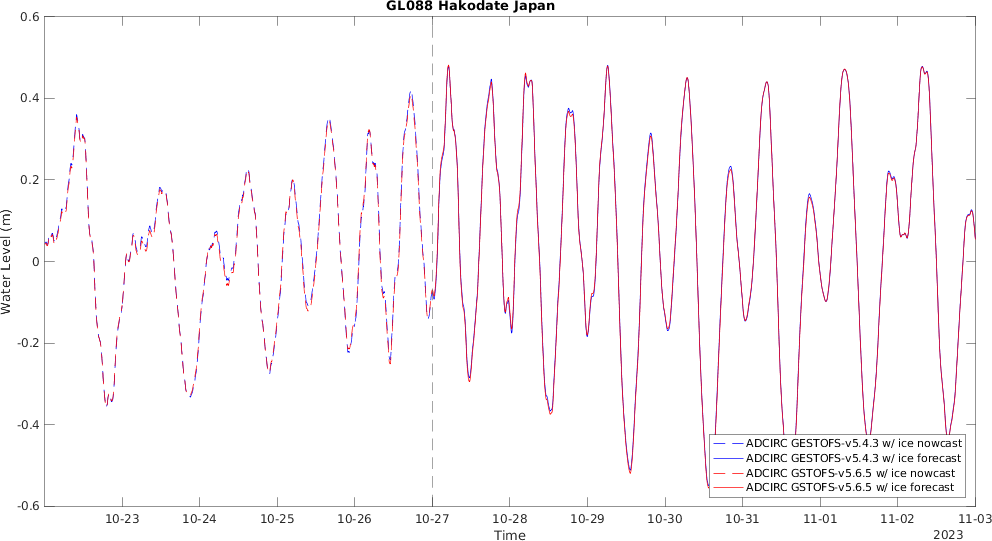 GL088 Hakodate Japan
0.6
0.4
0.2
0
-0.2
-0.4
-0.6
Water Level (m)
ADCIRC GESTOFS-v5.4.3 w/ ice nowcast
ADCIRC GESTOFS-v5.4.3 w/ ice forecast
ADCIRC GSTOFS-v5.6.5 w/ ice nowcast
ADCIRC GSTOFS-v5.6.5 w/ ice forecast
10-23 10-24 10-25 10-26 10-27 10-28 10-29 10-30 10-31 11-01 11-02 11-03
Time
2023